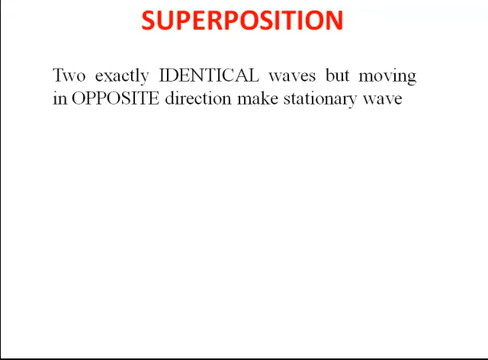 SUPERPOSITION
Two exactly IDENTICAL waves but moving
in OPPOSITE direction make stationary wave